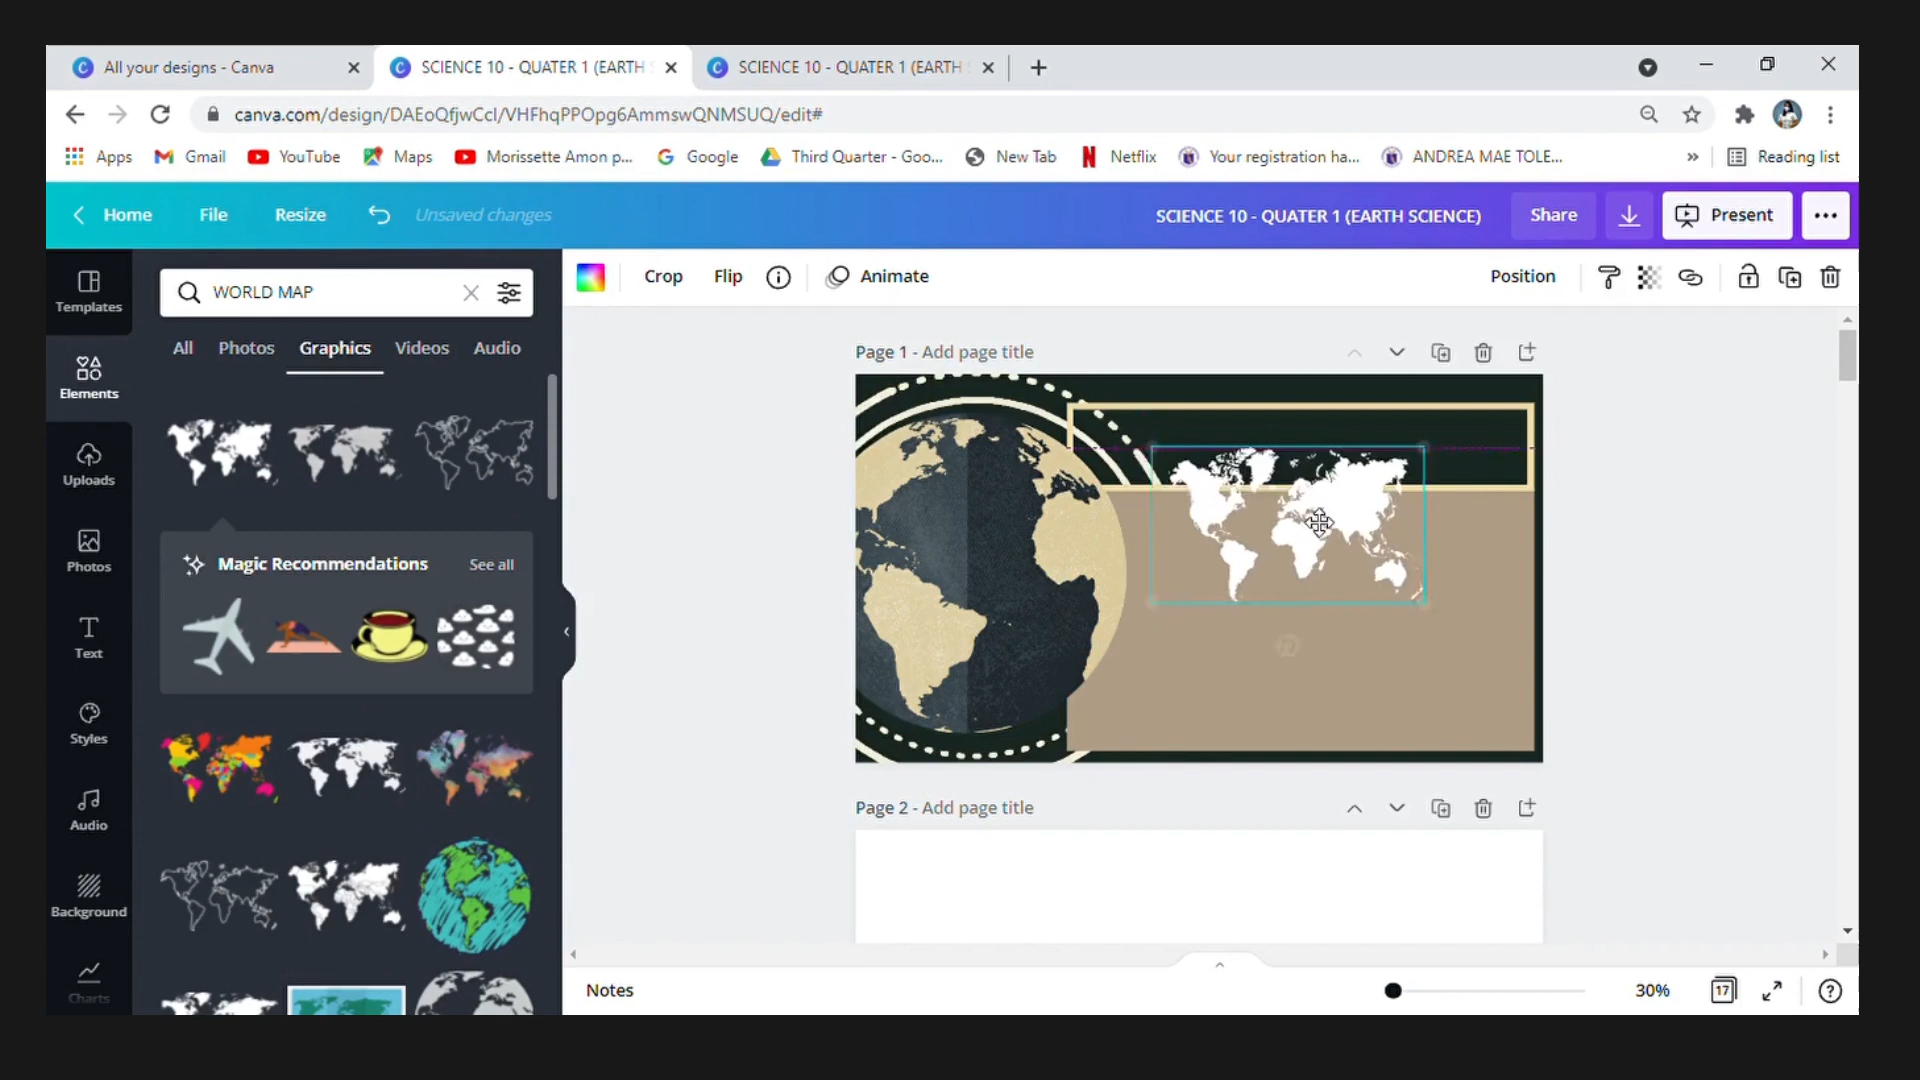 All your designs - Canva
SCIENCE 10 - QUATER 1 (EARTH
SCIENCE 10 - QUATER 1 (EARTH
canva.com/design/DAEoQfjwCcI/VHFhqPPOpg6AmmswQNMSUQ/edit#
Apps
Gmail
YouTube
Maps
Morissette Amon p...
Google
Third Quarter - Goo...
New Tab
Netflix
Your registration ha...
ANDREA MAE TOLE...
»
Reading list
Home
File
Resize
Unsaved changes
SCIENCE 10 - QUATER 1 (EARTH SCIENCE)
Share
Present
Templates
Elements
Uploads
Photos
Text
Styles
Audio
Background
Charts
WORLD MAP
All
Photos
Graphics
Videos
Audio
Magic Recommendations
See all
Crop
Flip
Animate
Position
Page 1 - Add page title
Page 2 - Add page title
Notes
30%
17